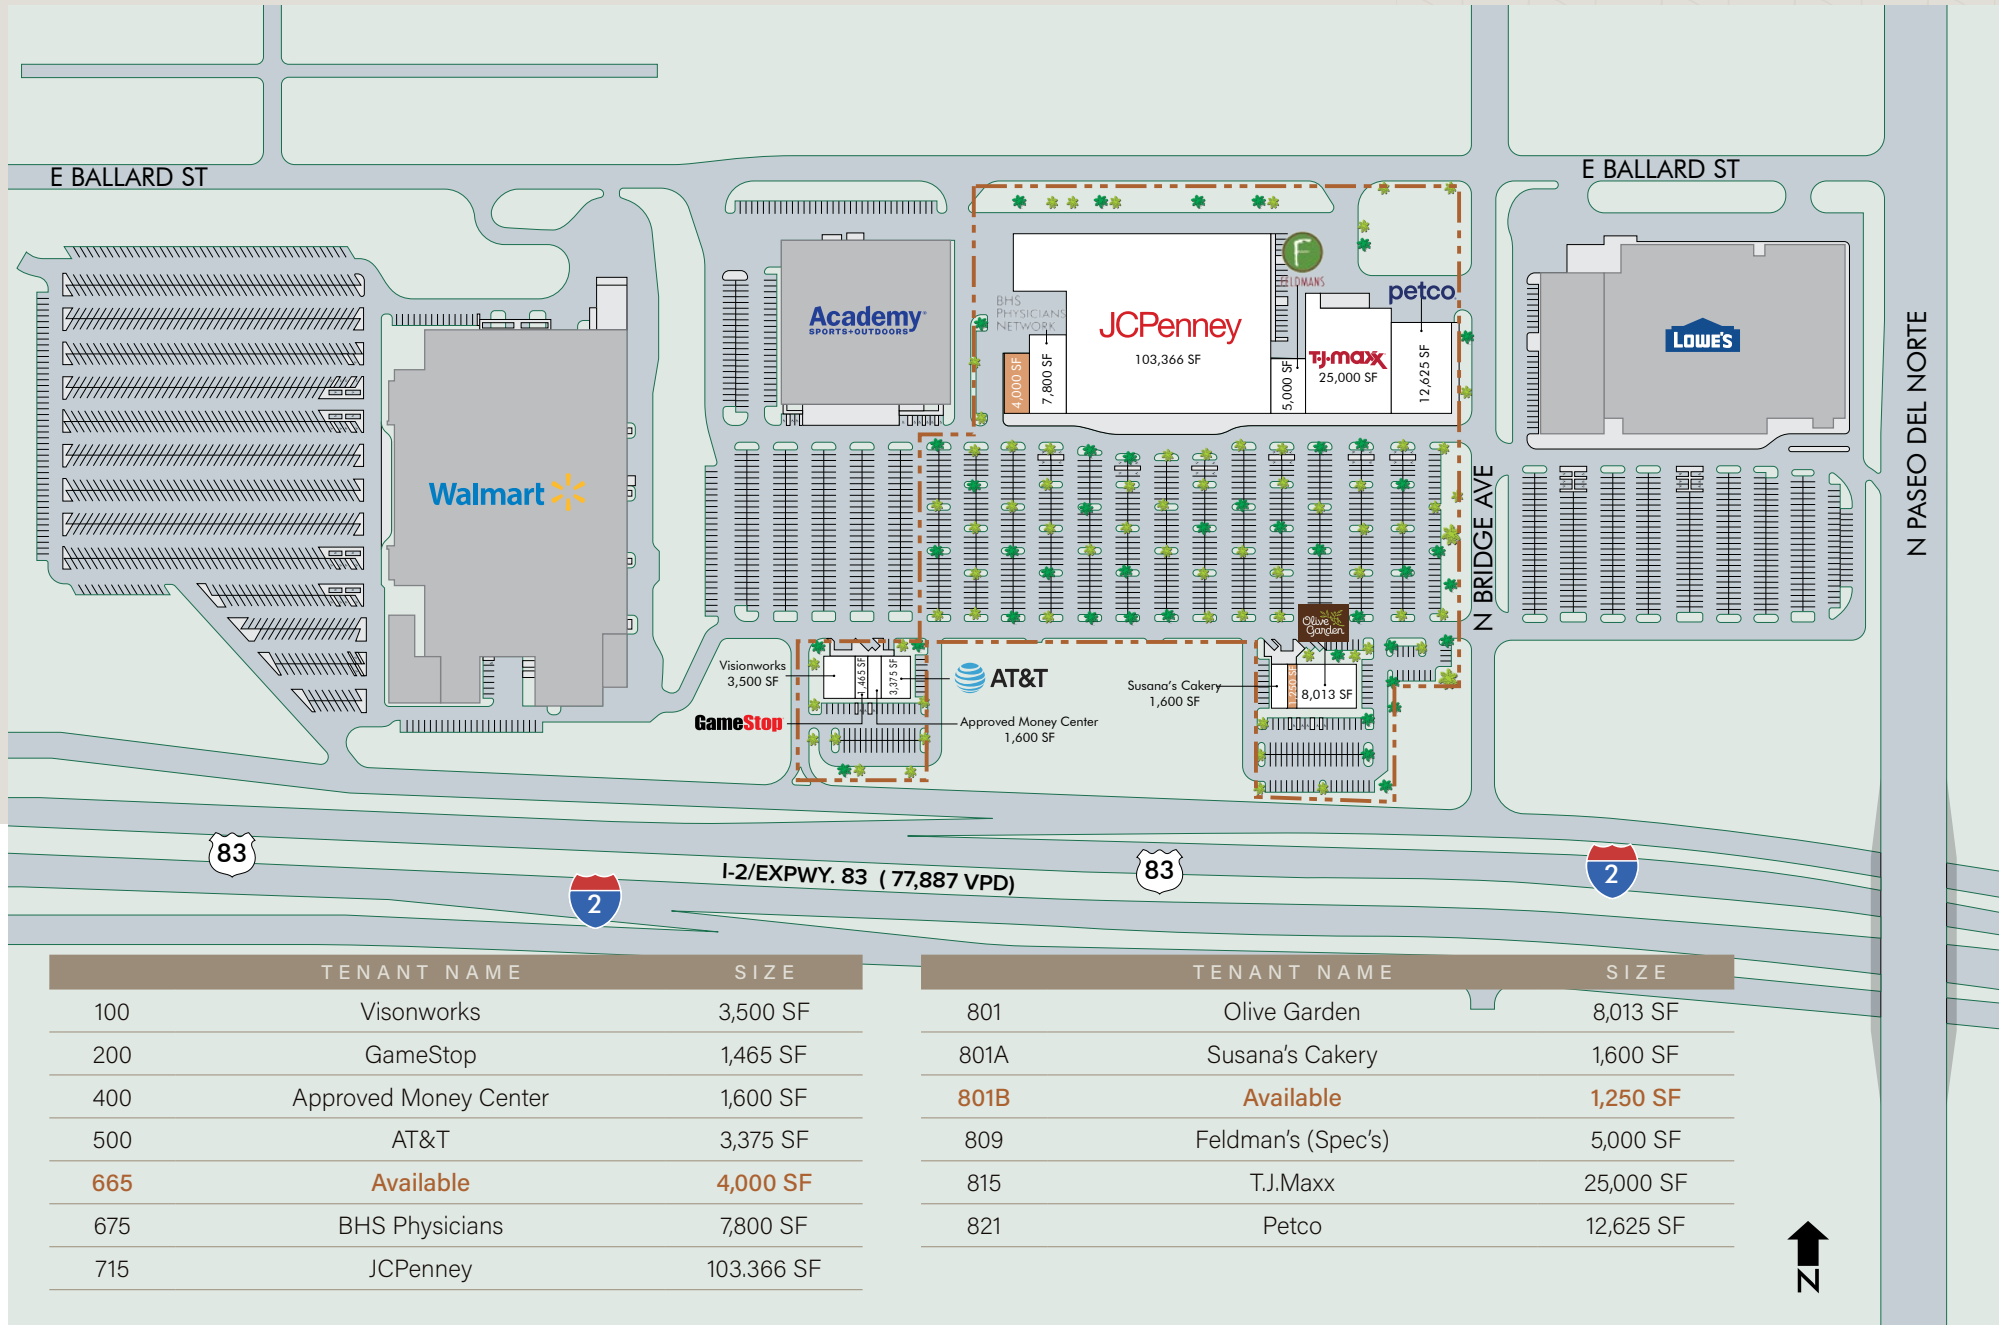 E BALLARD ST
E BALLARD ST
FELDMANS
petco
BHS
PHYSICIANS
NETWORK
Academy
SPORTS+OUTDOORS
JCPenney
103,366 SF
4,000 SF
7,800 SF
5,000 SF
T·J·maxx
25,000 SF
12,625 SF
LOWE'S
N PASEO DEL NORTE
Walmart
N BRIDGE AVE
Olive
Garden
Visionworks
3,500 SF
1,465 SF
3,375 SF
AT&T
GameStop
Approved Money Center
1,600 SF
Susana's Cakery
1,600 SF
1,250 SF
8,013 SF
83
I-2/EXPWY. 83 ( 77,887 VPD)
83
2
2
TENANT NAME SIZE
100 Visonworks 3,500 SF
200 GameStop 1,465 SF
400 Approved Money Center 1,600 SF
500 AT&T 3,375 SF
665 Available 4,000 SF
675 BHS Physicians 7,800 SF
715 JCPenney 103.366 SF
TENANT NAME SIZE
801 Olive Garden 8,013 SF
801A Susana's Cakery 1,600 SF
801B Available 1,250 SF
809 Feldman's (Spec's) 5,000 SF
815 T.J.Maxx 25,000 SF
821 Petco 12,625 SF
N